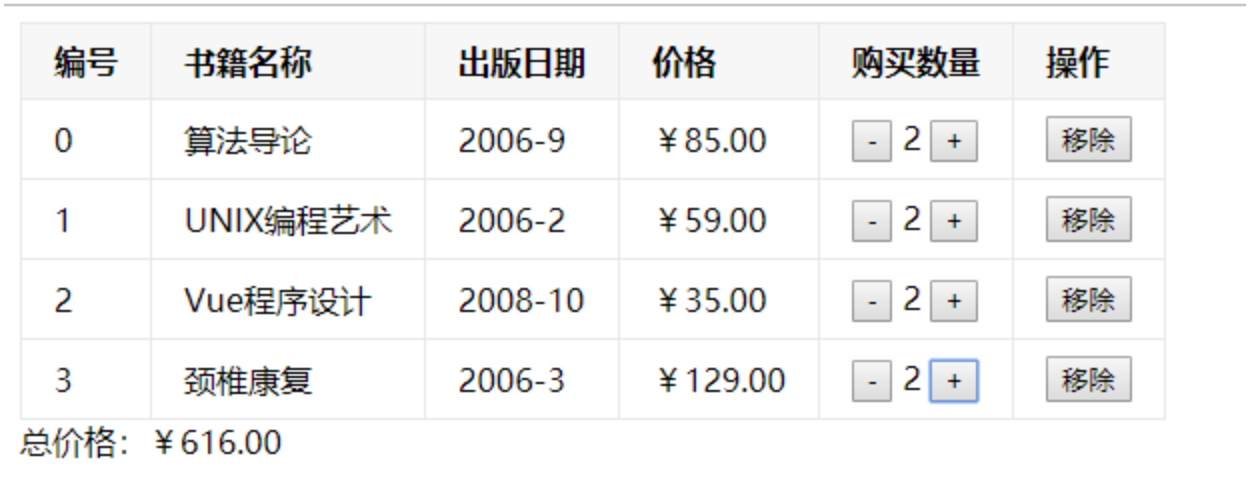 编号 书籍名称 出版日期 价格 购买数量 操作
0 算法导论 2006-9 ¥85.00 - 2 + 移除
1 UNIX编程艺术 2006-2 ¥59.00 - 2 + 移除
2 Vue程序设计 2008-10 ¥35.00 - 2 + 移除
3 颈椎康复 2006-3 ¥129.00 - 2 + 移除
总价格：¥616.00